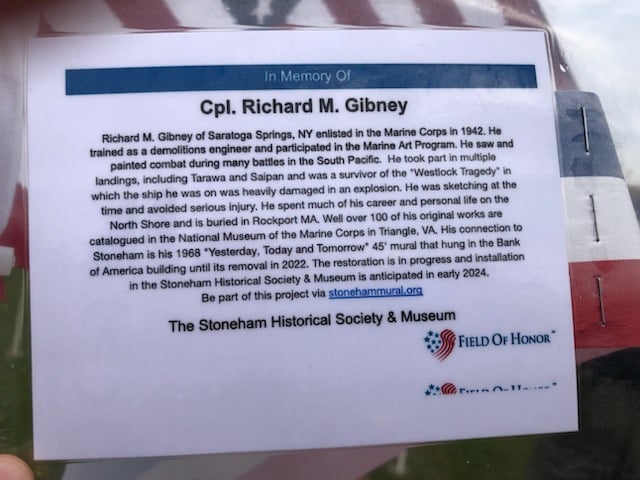 In Memory Of
Cpl. Richard M. Gibney
Richard M. Gibney of Saratoga Springs, NY enlisted in the Marine Corps in 1942. He
trained as a demolitions engineer and participated in the Marine Art Program. He saw and
painted combat during many battles in the South Pacific. He took part in multiple
landings, including Tarawa and Saipan and was a survivor of the "Westlock Tragedy" in
which the ship he was on was heavily damaged in an explosion. He was sketching at the
time and avoided serious injury. He spent much of his career and personal life on the
North Shore and is buried in Rockport MA. Well over 100 of his original works are
catalogued in the National Museum of the Marine Corps in Triangle, VA. His connection to
Stoneham is his 1968 "Yesterday, Today and Tomorrow" 45' mural that hung in the Bank
of America building until its removal in 2022. The restoration is in progress and installation
in the Stoneham Historical Society & Museum is anticipated in early 2024.
Be part of this project via stonehammural.org
The Stoneham Historical Society & Museum
FIELD OF HONOR
FIELD OF HONOR